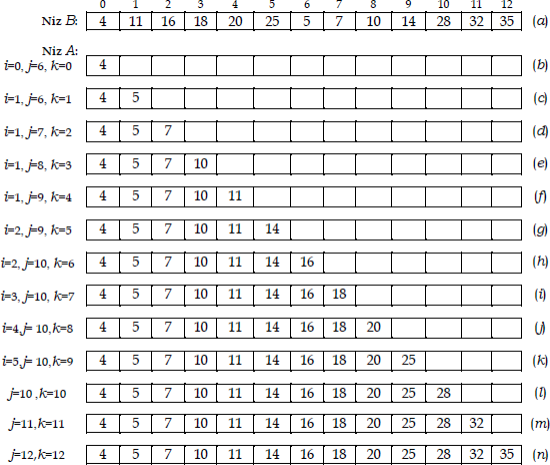 0 1 2 3 4 5 6 7 8 9 10 11 12
Niz B: 4 11 16 18 20 25 5 7 10 14 28 32 35 (a)
Niz A:
i=0, j=6, k=0 4 (b)
i=1, j=6, k=1 4 5 (c)
i=1, j=7, k=2 4 5 7 (d)
i=1, j=8, k=3 4 5 7 10 (e)
i=1, j=9, k=4 4 5 7 10 11 (f)
i=2, j=9, k=5 4 5 7 10 11 14 (g)
i=2, j=10, k=6 4 5 7 10 11 14 16 (h)
i=3, j=10, k=7 4 5 7 10 11 14 16 18 (i)
i=4, j= 10,k=8 4 5 7 10 11 14 16 18 20 (j)
i=5,j= 10,k=9 4 5 7 10 11 14 16 18 20 25 (k)
j=10 ,k=10 4 5 7 10 11 14 16 18 20 25 28 (l)
j=11,k=11 4 5 7 10 11 14 16 18 20 25 28 32 (m)
j=12,k=12 4 5 7 10 11 14 16 18 20 25 28 32 35 (n)